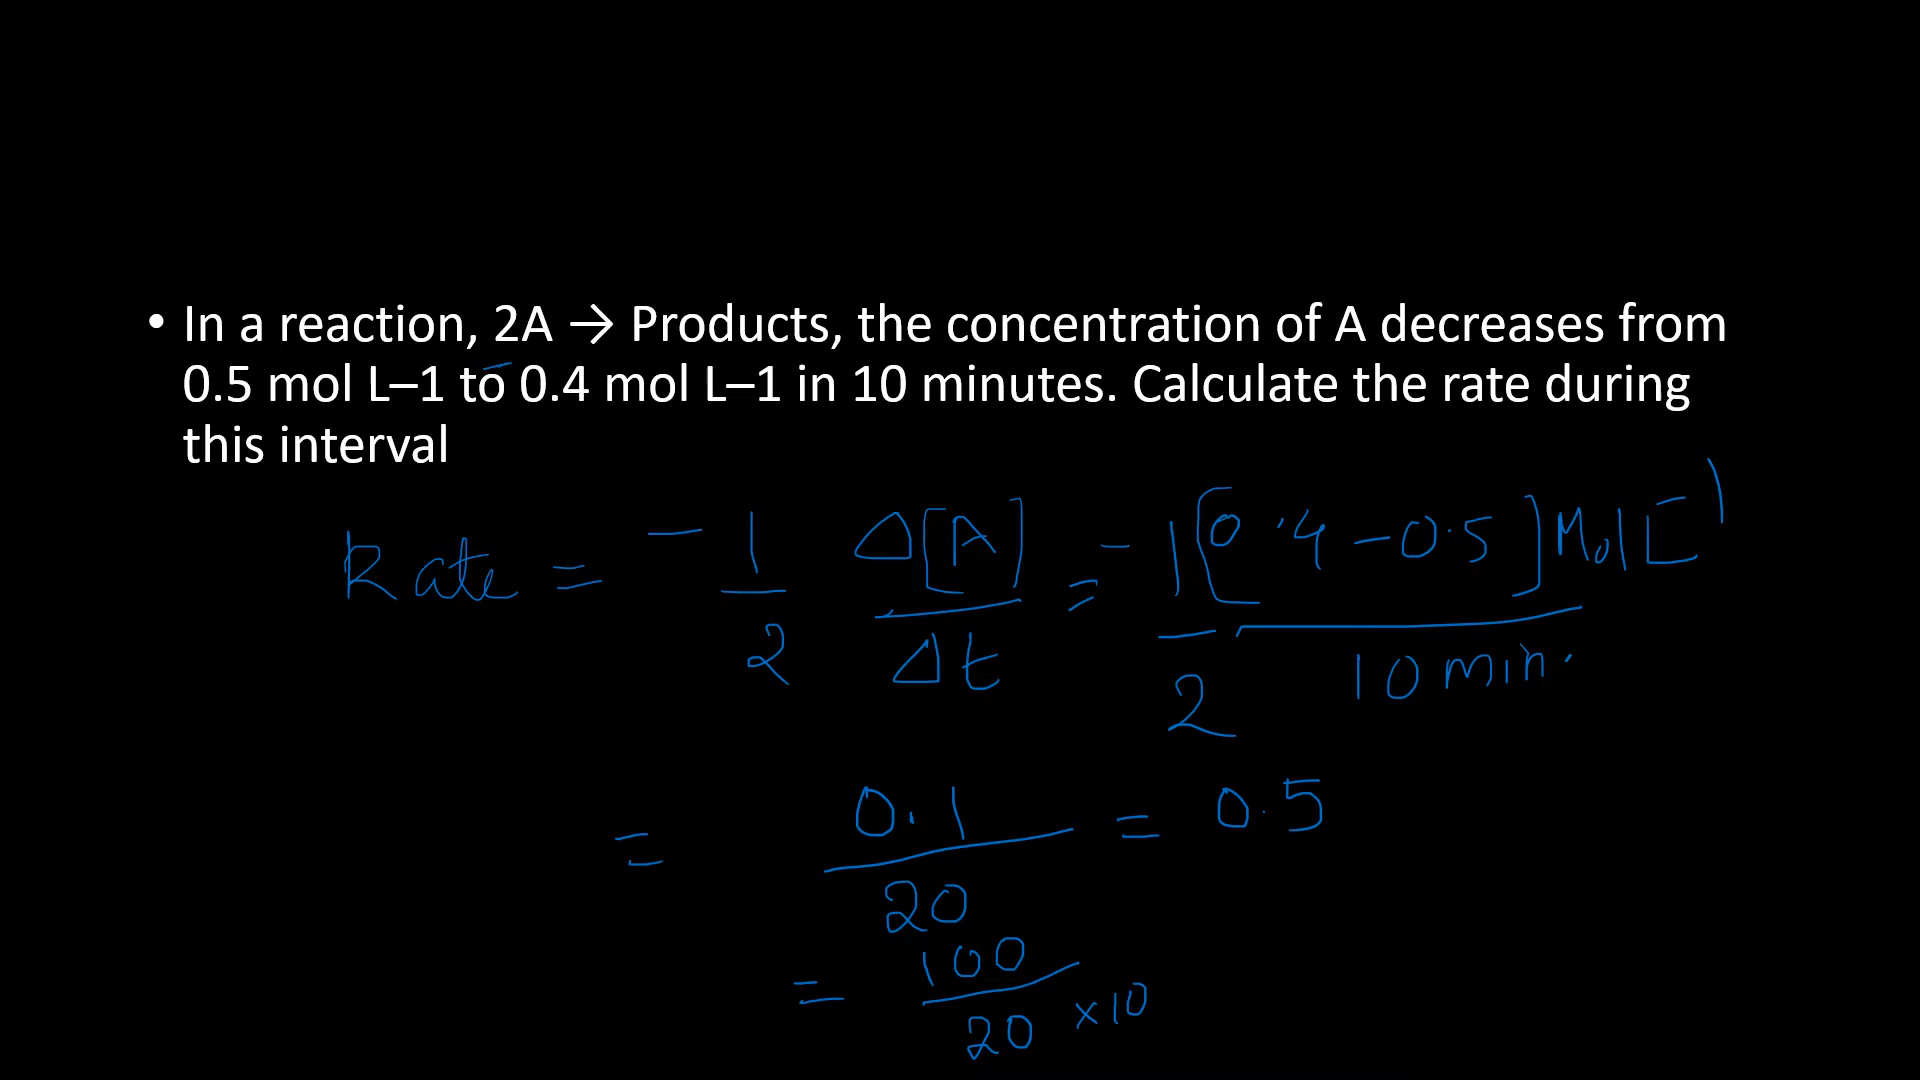 • In a reaction, 2A → Products, the concentration of A decreases from
0.5 mol L–1 to 0.4 mol L–1 in 10 minutes. Calculate the rate during
this interval
Rate = - 1/2 Δ[A]/Δt = - 1/2 [0.4 - 0.5] Mol L⁻¹/10 min.
= 0.1/20 = 0.5
= 100/20 × 10